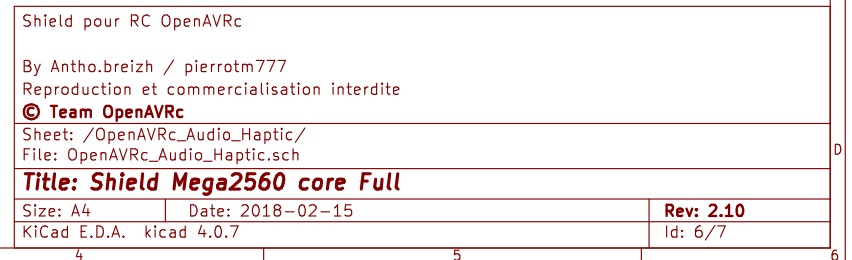 Shield pour RC OpenAVRc
By Antho.breizh / pierrotm777
Reproduction et commercialisation interdite
© Team OpenAVRc
Sheet: /OpenAVRc_Audio_Haptic/
File: OpenAVRc_Audio_Haptic.sch
D
Title: Shield Mega2560 core Full
Size: A4 Date: 2018-02-15 Rev: 2.10
KiCad E.D.A. kicad 4.0.7 Id: 6/7
4 5 6